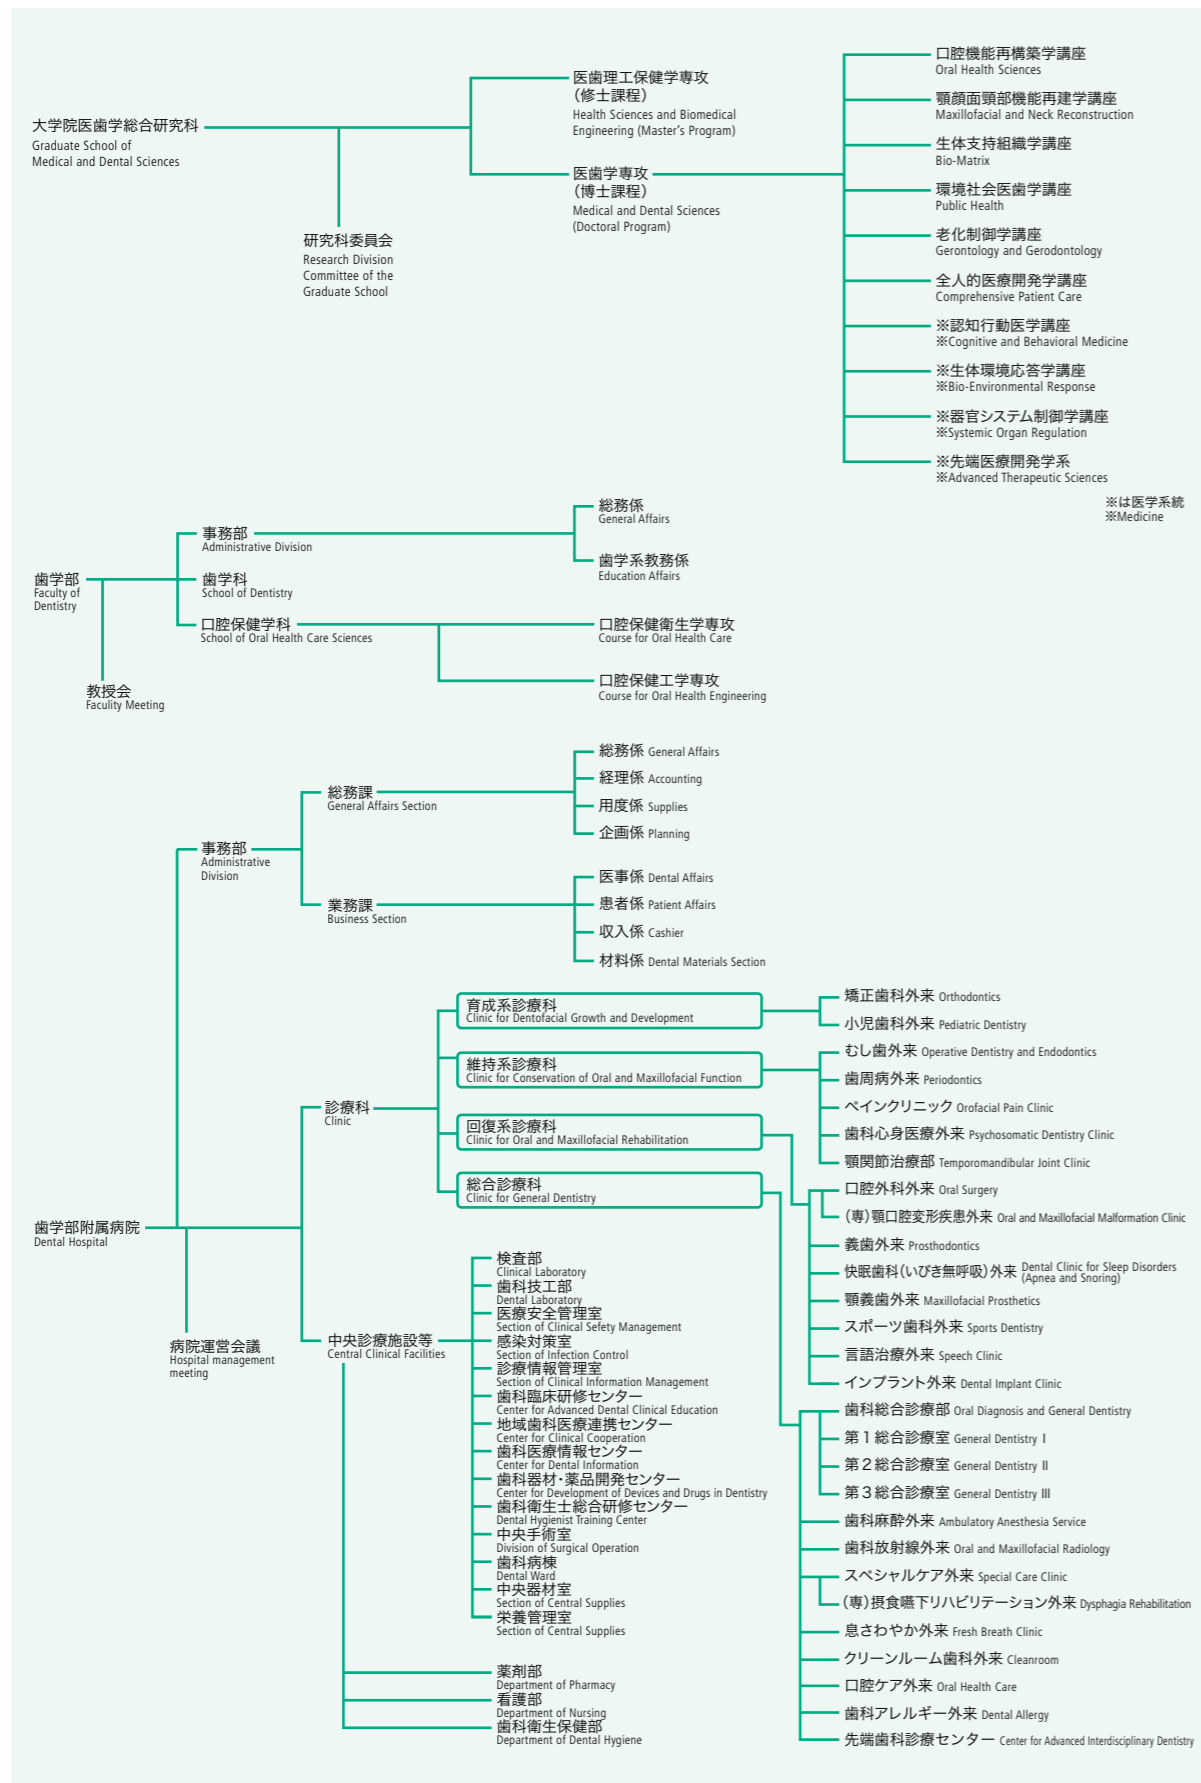 大学院医歯学総合研究科
Graduate School of
Medical and Dental Sciences
研究科委員会
Research Division
Committee of the
Graduate School
医歯理工保健学専攻
（修士課程）
Health Sciences and Biomedical
Engineering (Master's Program)
医歯学専攻
（博士課程）
Medical and Dental Sciences
(Doctoral Program)
口腔機能再構築学講座
Oral Health Sciences
顎顔面頸部機能再建学講座
Maxillofacial and Neck Reconstruction
生体支持組織学講座
Bio-Matrix
環境社会医歯学講座
Public Health
老化制御学講座
Gerontology and Gerodontology
全人的医療開発学講座
Comprehensive Patient Care
※認知行動医学講座
※Cognitive and Behavioral Medicine
※生体環境応答学講座
※Bio-Environmental Response
※器官システム制御学講座
※Systemic Organ Regulation
※先端医療開発学系
※Advanced Therapeutic Sciences
※は医学系統
※Medicine
歯学部
Faculty of
Dentistry
教授会
Faculity Meeting
事務部
Administrative Division
歯学科
School of Dentistry
口腔保健学科
School of Oral Health Care Sciences
総務係
General Affairs
歯学系教務係
Education Affairs
口腔保健衛生学専攻
Course for Oral Health Care
口腔保健工学専攻
Course for Oral Health Engineering
歯学部附属病院
Dental Hospital
病院運営会議
Hospital management
meeting
事務部
Administrative
Division
総務課
General Affairs Section
総務係 General Affairs
経理係 Accounting
用度係 Supplies
企画係 Planning
業務課
Business Section
医事係 Dental Affairs
患者係 Patient Affairs
収入係 Cashier
材料係 Dental Materials Section
診療科
Clinic
育成系診療科
Clinic for Dentofacial Growth and Development
維持系診療科
Clinic for Conservation of Oral and Maxillofacial Function
回復系診療科
Clinic for Oral and Maxillofacial Rehabilitation
総合診療科
Clinic for General Dentistry
矯正歯科外来 Orthodontics
小児歯科外来 Pediatric Dentistry
むし歯外来 Operative Dentistry and Endodontics
歯周病外来 Periodontics
ペインクリニック Orofacial Pain Clinic
歯科心身医療外来 Psychosomatic Dentistry Clinic
顎関節治療部 Temporomandibular Joint Clinic
口腔外科外来 Oral Surgery
（専）顎口腔変形疾患外来 Oral and Maxillofacial Malformation Clinic
義歯外来 Prosthodontics
快眠歯科（いびき無呼吸）外来 Dental Clinic for Sleep Disorders
(Apnea and Snoring)
顎義歯外来 Maxillofacial Prosthetics
スポーツ歯科外来 Sports Dentistry
言語治療外来 Speech Clinic
インプラント外来 Dental Implant Clinic
歯科総合診療部 Oral Diagnosis and General Dentistry
第１総合診療室 General Dentistry Ⅰ
第２総合診療室 General Dentistry Ⅱ
第３総合診療室 General Dentistry Ⅲ
歯科麻酔外来 Ambulatory Anesthesia Service
歯科放射線外来 Oral and Maxillofacial Radiology
スペシャルケア外来 Special Care Clinic
（専）摂食嚥下リハビリテーション外来 Dysphagia Rehabilitation
息さわやか外来 Fresh Breath Clinic
クリーンルーム歯科外来 Cleanroom
口腔ケア外来 Oral Health Care
歯科アレルギー外来 Dental Allergy
先端歯科診療センター Center for Advanced Interdisciplinary Dentistry
中央診療施設等
Central Clinical Facilities
検査部
Clinical Laboratory
歯科技工部
Dental Laboratory
医療安全管理室
Section of Clinical Safety Management
感染対策室
Section of Infection Control
診療情報管理室
Section of Clinical Information Management
歯科臨床研修センター
Center for Advanced Dental Clinical Education
地域歯科医療連携センター
Center for Clinical Cooperation
歯科医療情報センター
Center for Dental Information
歯科器材・薬品開発センター
Center for Development of Devices and Drugs in Dentistry
歯科衛生士総合研修センター
Dental Hygienist Training Center
中央手術室
Division of Surgical Operation
歯科病棟
Dental Ward
中央器材室
Section of Central Supplies
栄養管理室
Section of Central Supplies
薬剤部
Department of Pharmacy
看護部
Department of Nursing
歯科衛生保健部
Department of Dental Hygiene